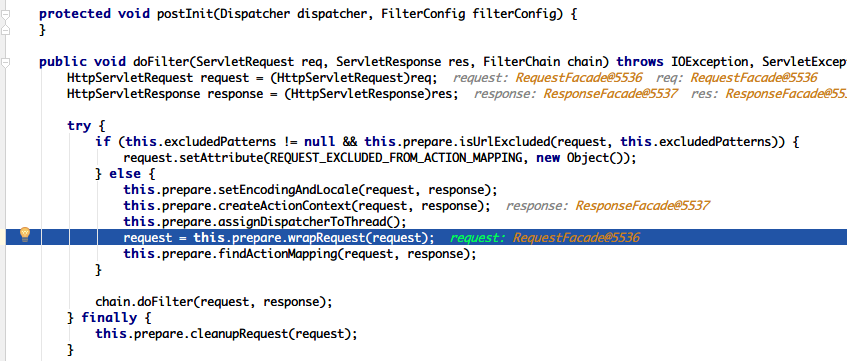 protected void postInit(Dispatcher dispatcher, FilterConfig filterConfig) {
}
public void doFilter(ServletRequest req, ServletResponse res, FilterChain chain) throws IOException, ServletExcep
HttpServletRequest request = (HttpServletRequest)req; request: RequestFacade@5536 req: RequestFacade@5536
HttpServletResponse response = (HttpServletResponse)res; response: ResponseFacade@5537 res: ResponseFacade@55
try {
if (this.excludedPatterns != null && this.prepare.isUrlExcluded(request, this.excludedPatterns)) {
request.setAttribute(REQUEST_EXCLUDED_FROM_ACTION_MAPPING, new Object());
} else {
this.prepare.setEncodingAndLocale(request, response);
this.prepare.createActionContext(request, response); response: ResponseFacade@5537
this.prepare.assignDispatcherToThread();
request = this.prepare.wrapRequest(request); request: RequestFacade@5536
this.prepare.findActionMapping(request, response);
}
chain.doFilter(request, response);
} finally {
this.prepare.cleanupRequest(request);
}